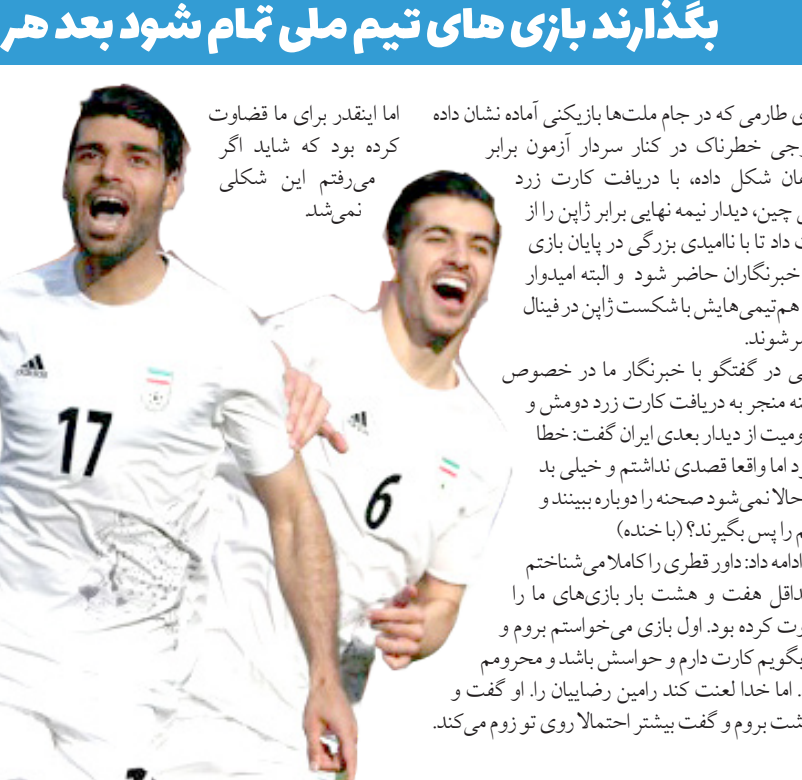 بگذارند بازی های تیم ملی تمام شود بعد هر
طارمی که در جام ملت‌ها بازیکنی آماده نشان داده
خطرناک در کنار سردار آزمون برابر
شکل داده، با دریافت کارت زرد
چین، دیدار نیمه نهایی برابر ژاپن را از
داد تا با ناامیدی بزرگی در پایان بازی
خبرنگاران حاضر شود و البته امیدوار
هم‌تیمی‌هایش با شکست ژاپن در فینال
شوند.
در گفتگو با خبرنگار ما در خصوص
منجر به دریافت کارت زرد دومش و
از دیدار بعدی ایران گفت: خطا
اما واقعا قصدی نداشتم و خیلی بد
حالا نمی‌شود صحنه را دوباره ببینند و
را پس بگیرند؟ (با خنده)
ادامه داد: داور قطری را کاملا می‌شناختم
هفت و هشت بار بازی‌های ما را
کرده بود. اول بازی می‌خواستم بروم و
بگویم کارت دارم و حواسش باشد و محرومم
اما خدا لعنت کند رامین رضاییان را. او گفت و
بروم و گفت بیشتر احتمالا روی تو زوم می‌کند.
اما اینقدر برای ما قضاوت
کرده بود که شاید اگر
می‌رفتم این شکلی
نمی‌شد.
adidas
17
6